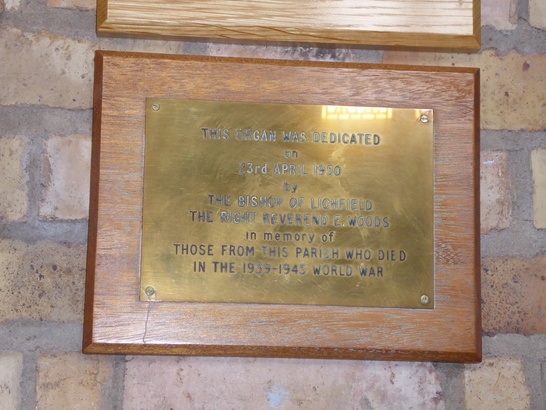 THIS ORGAN WAS DEDICATED
on
23rd APRIL 1950
by
THE BISHOP OF LICHFIELD
THE RIGHT REVEREND E. WOODS
in memory of
THOSE FROM THIS PARISH WHO DIED
IN THE 1939-1945 WORLD WAR